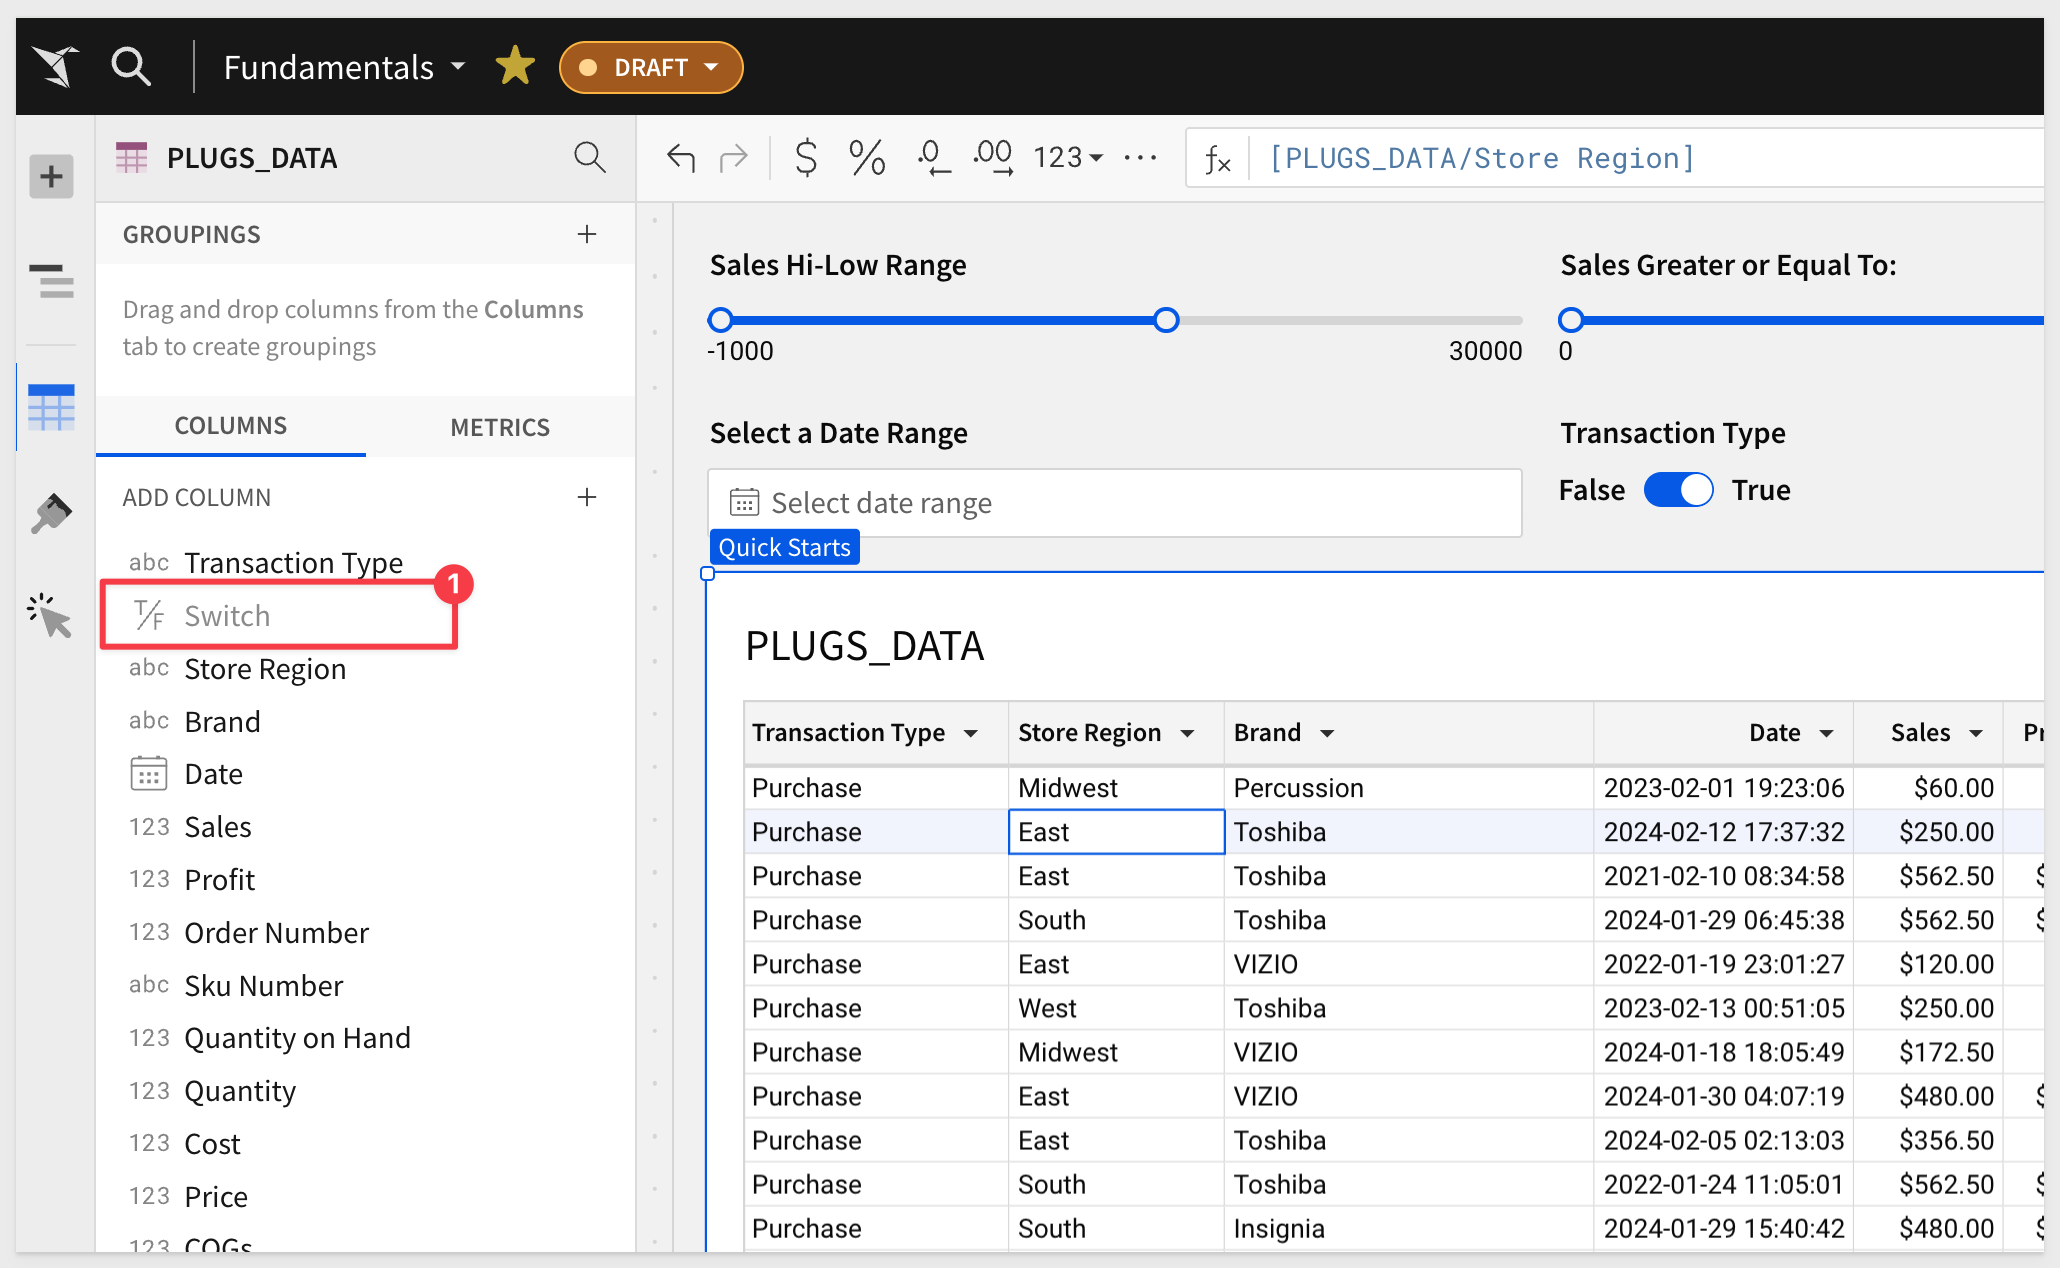 Fundamentals
DRAFT
PLUGS_DATA
$ % .0 .00 123 ...
fx [PLUGS_DATA/Store Region]
GROUPINGS
Drag and drop columns from the Columns
tab to create groupings
COLUMNS METRICS
ADD COLUMN
abc Transaction Type
T/F Switch
1
abc Store Region
abc Brand
Date
123 Sales
123 Profit
123 Order Number
abc Sku Number
123 Quantity on Hand
123 Quantity
123 Cost
123 Price
123 COGs
Sales Hi-Low Range
-1000 30000
Sales Greater or Equal To:
0
Select a Date Range
Select date range
Transaction Type
False True
Quick Starts
PLUGS_DATA
Transaction Type Store Region Brand Date Sales Pr
Purchase Midwest Percussion 2023-02-01 19:23:06 $60.00
Purchase East Toshiba 2024-02-12 17:37:32 $250.00
Purchase East Toshiba 2021-02-10 08:34:58 $562.50 $
Purchase South Toshiba 2024-01-29 06:45:38 $562.50 $
Purchase East VIZIO 2022-01-19 23:01:27 $120.00
Purchase West Toshiba 2023-02-13 00:51:05 $250.00
Purchase Midwest VIZIO 2024-01-18 18:05:49 $172.50
Purchase East VIZIO 2024-01-30 04:07:19 $480.00 $
Purchase East Toshiba 2024-02-05 02:13:03 $356.50
Purchase South Toshiba 2022-01-24 11:05:01 $562.50 $
Purchase South Insignia 2024-01-29 15:40:42 $480.00 $